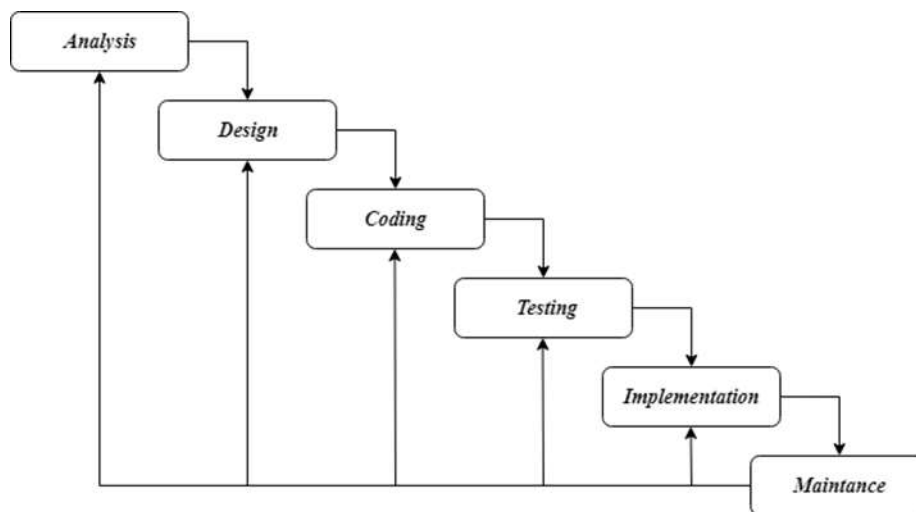 Analysis
Design
Coding
Testing
Implementation
Maintance